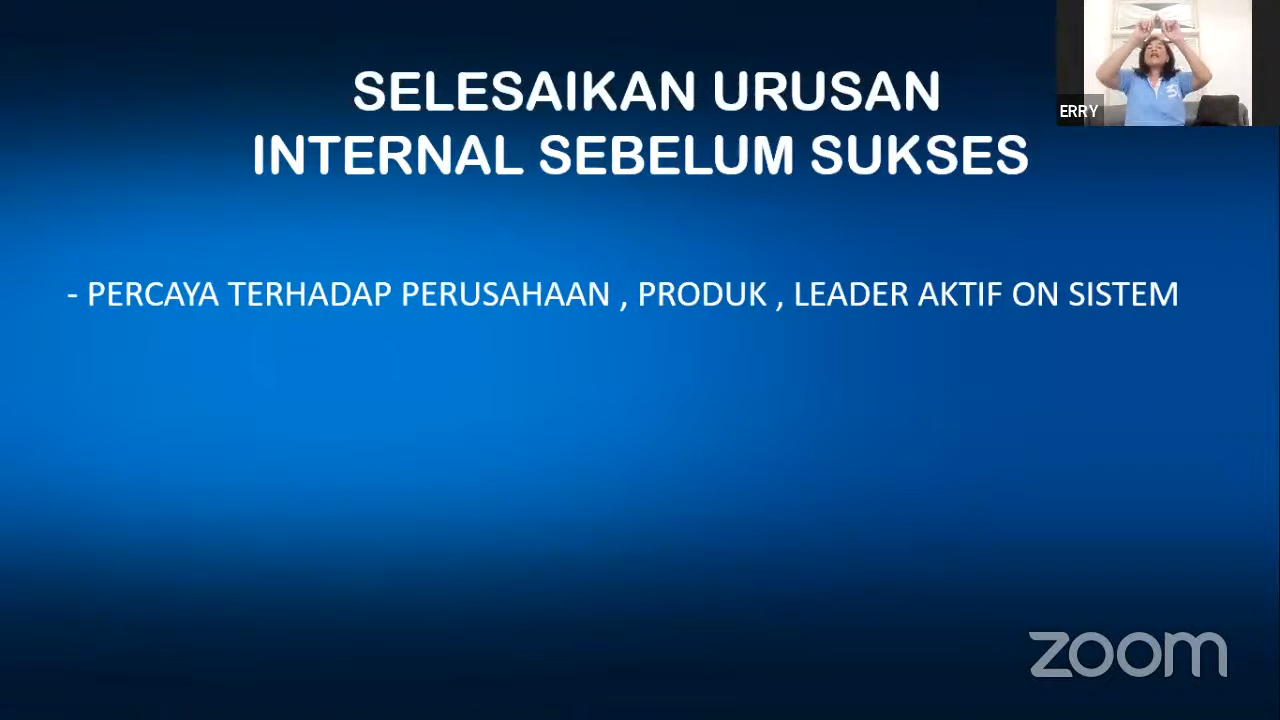 SELESAIKAN URUSAN
INTERNAL SEBELUM SUKSES
ERRY
- PERCAYA TERHADAP PERUSAHAAN , PRODUK , LEADER AKTIF ON SISTEM
zoom